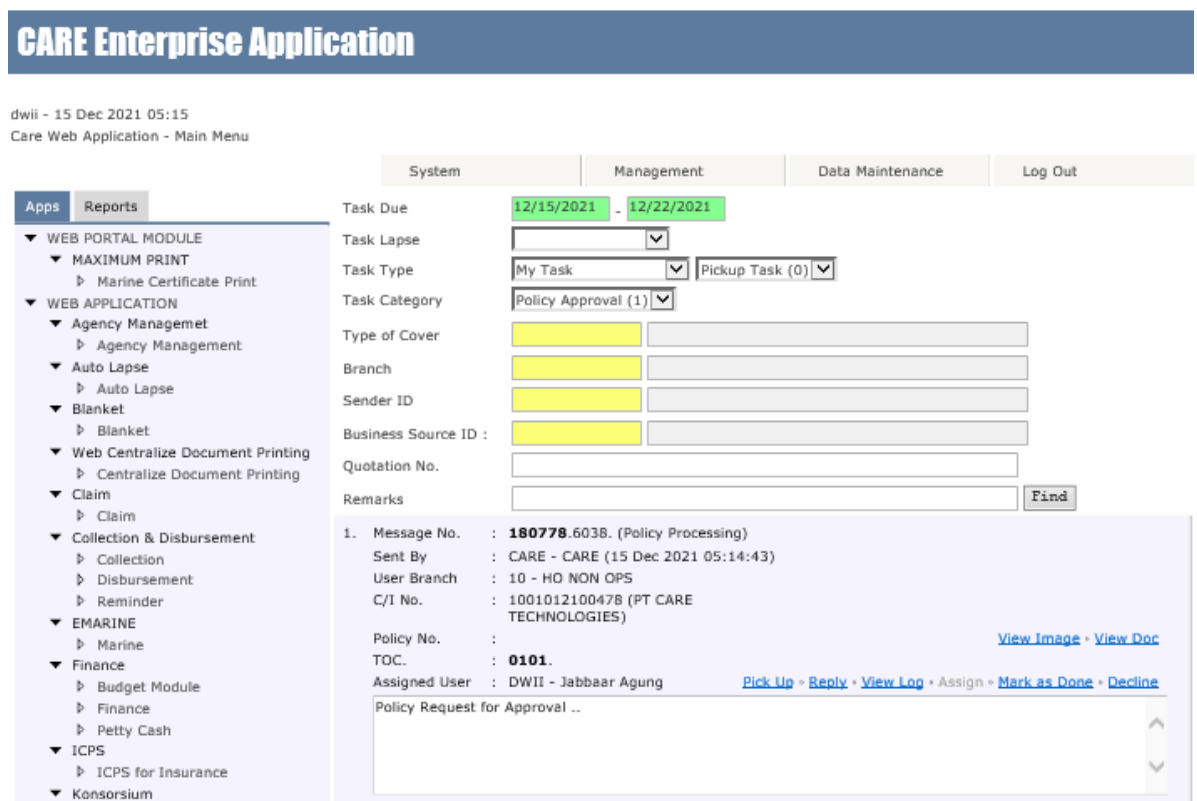 CARE Enterprise Application
dwii - 15 Dec 2021 05:15
Care Web Application - Main Menu
System Management Data Maintenance Log Out
Apps Reports
WEB PORTAL MODULE
MAXIMUM PRINT
Marine Certificate Print
WEB APPLICATION
Agency Managemet
Agency Management
Auto Lapse
Auto Lapse
Blanket
Blanket
Web Centralize Document Printing
Centralize Document Printing
Claim
Claim
Collection & Disbursement
Collection
Disbursement
Reminder
EMARINE
Marine
Finance
Budget Module
Finance
Petty Cash
ICPS
ICPS for Insurance
Konsorsium
Task Due 12/15/2021 - 12/22/2021
Task Lapse
Task Type My Task Pickup Task (0)
Task Category Policy Approval (1)
Type of Cover
Branch
Sender ID
Business Source ID :
Quotation No.
Remarks Find
1. Message No. : 180778.6038. (Policy Processing)
Sent By : CARE - CARE (15 Dec 2021 05:14:43)
User Branch : 10 - HO NON OPS
C/I No. : 1001012100478 (PT CARE
TECHNOLOGIES)
Policy No. : View Image • View Doc
TOC. : 0101.
Assigned User : DWII - Jabbaar Agung Pick Up • Reply • View Log • Assign • Mark as Done • Decline
Policy Request for Approval ..